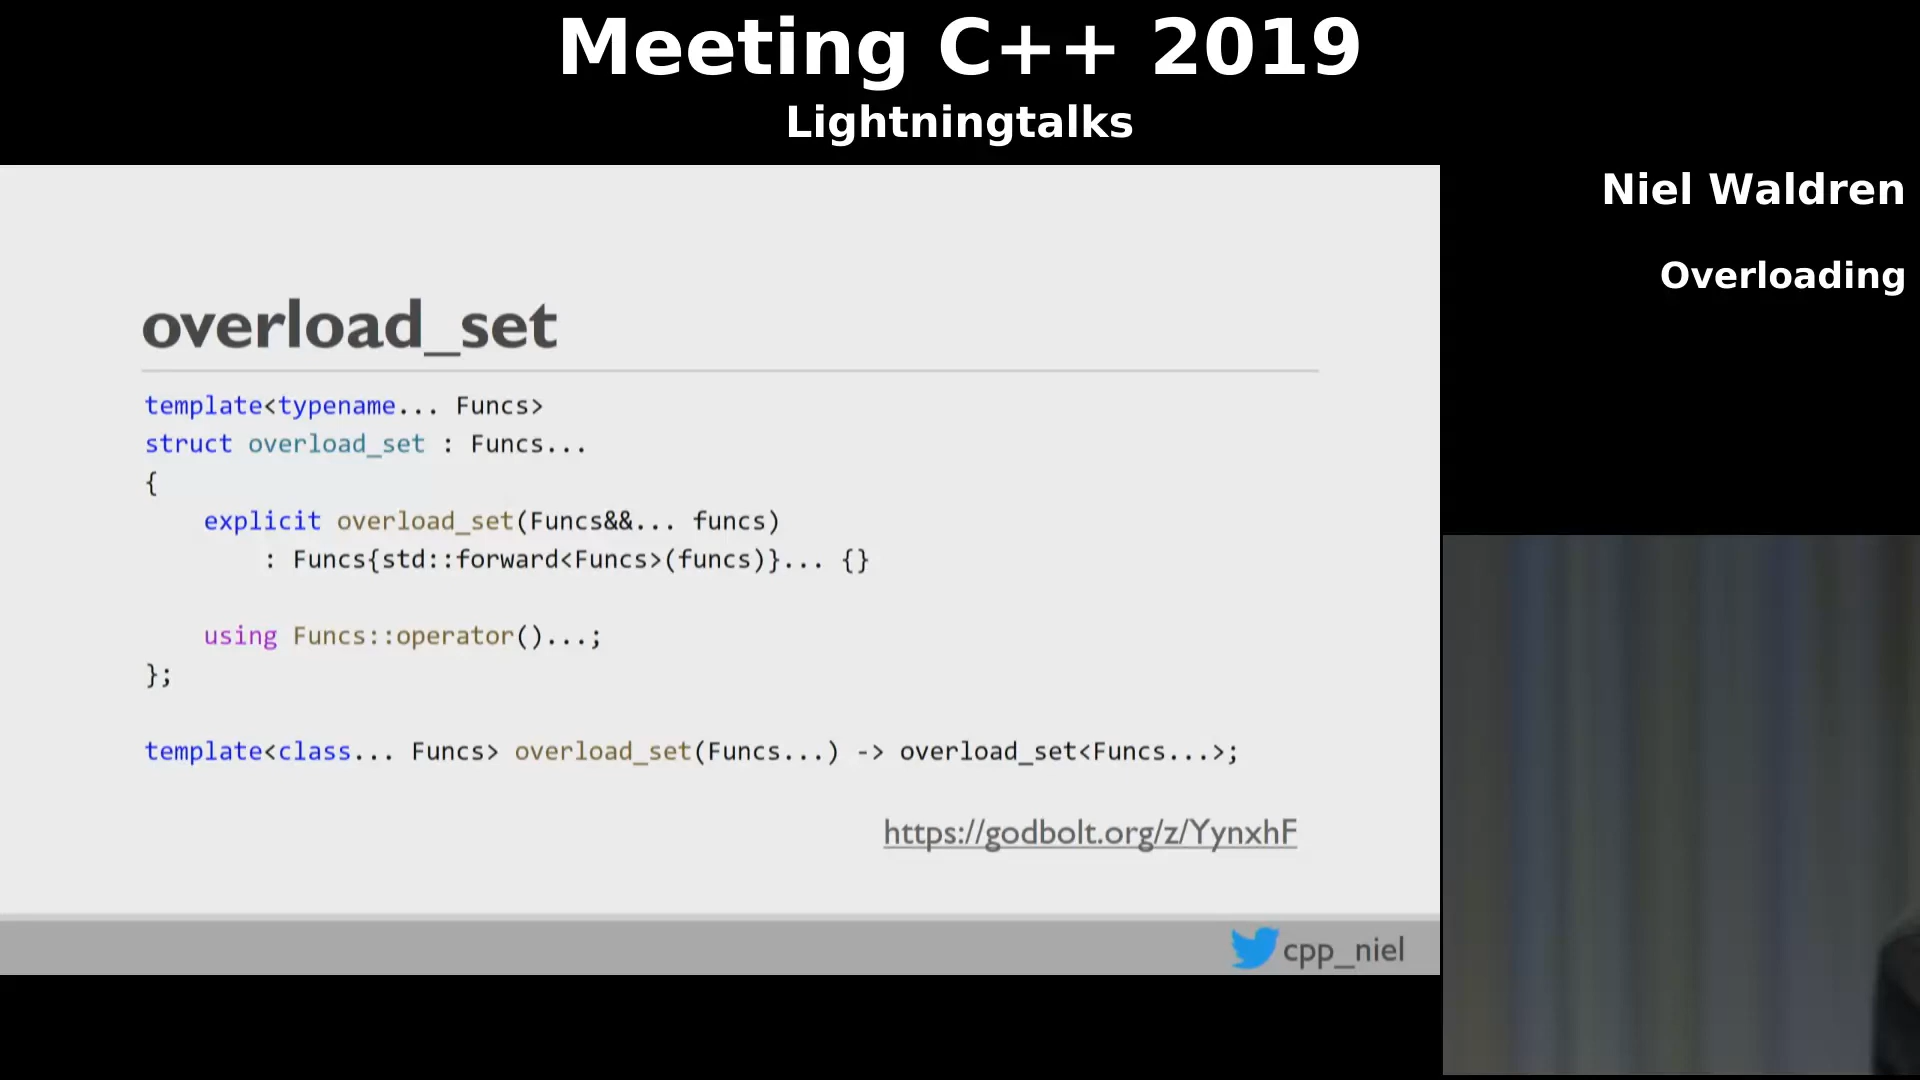 Meeting C++ 2019
Lightningtalks
Niel Waldren
Overloading
overload_set
template<typename... Funcs>
struct overload_set : Funcs...
{
    explicit overload_set(Funcs&&... funcs)
        : Funcs{std::forward<Funcs>(funcs)}... {}
    using Funcs::operator()...;
};
template<class... Funcs> overload_set(Funcs...) -> overload_set<Funcs...>;
https://godbolt.org/z/YynxhF
cpp_niel